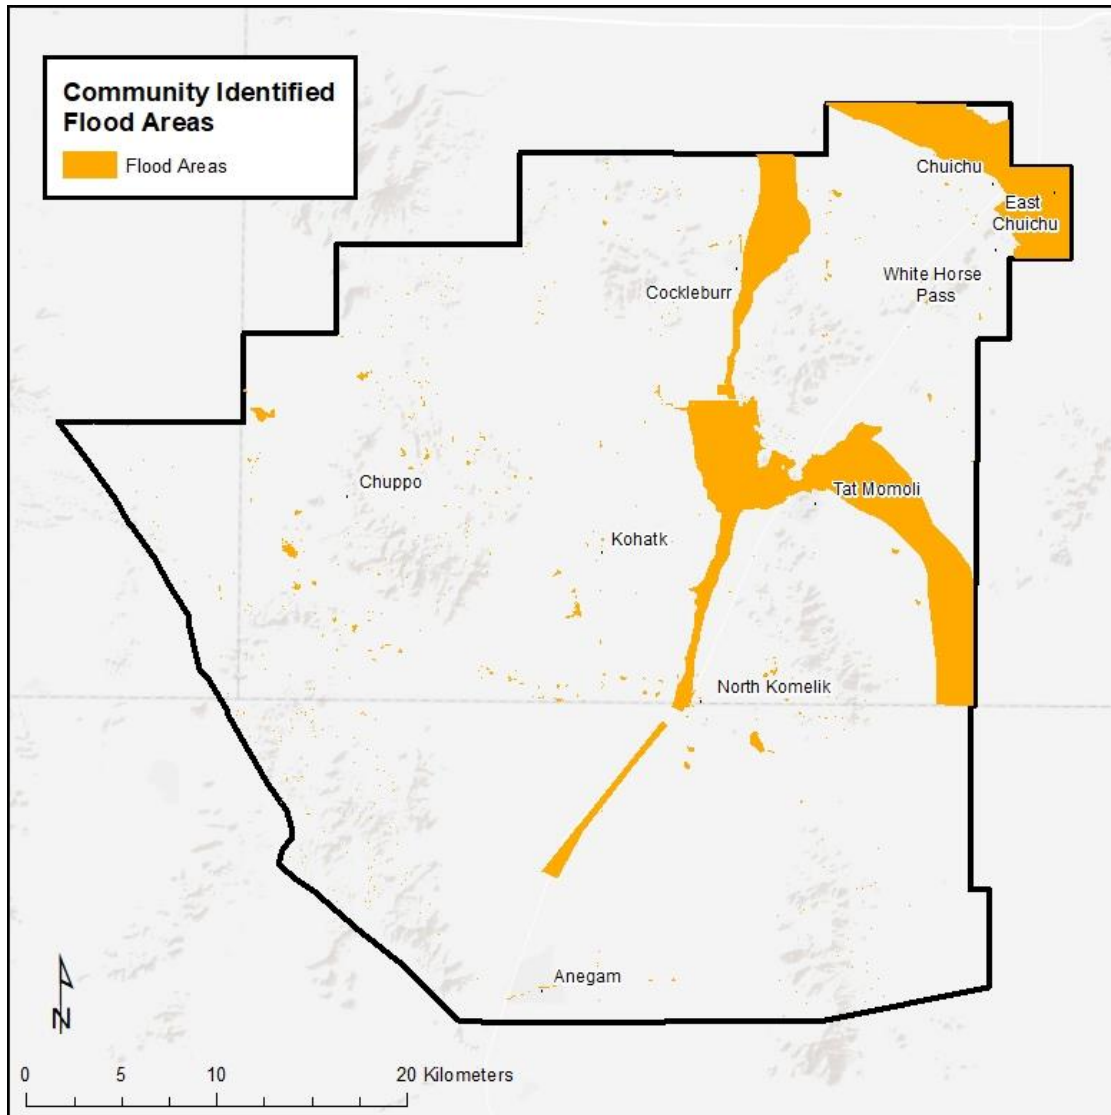 Community Identified
Flood Areas
Flood Areas
Chuichu
East
Chuichu
White Horse
Pass
Cockleburr
Chuppo
Tat Momoli
Kohatk
North Komelik
Anegam
N
0 5 10 20 Kilometers